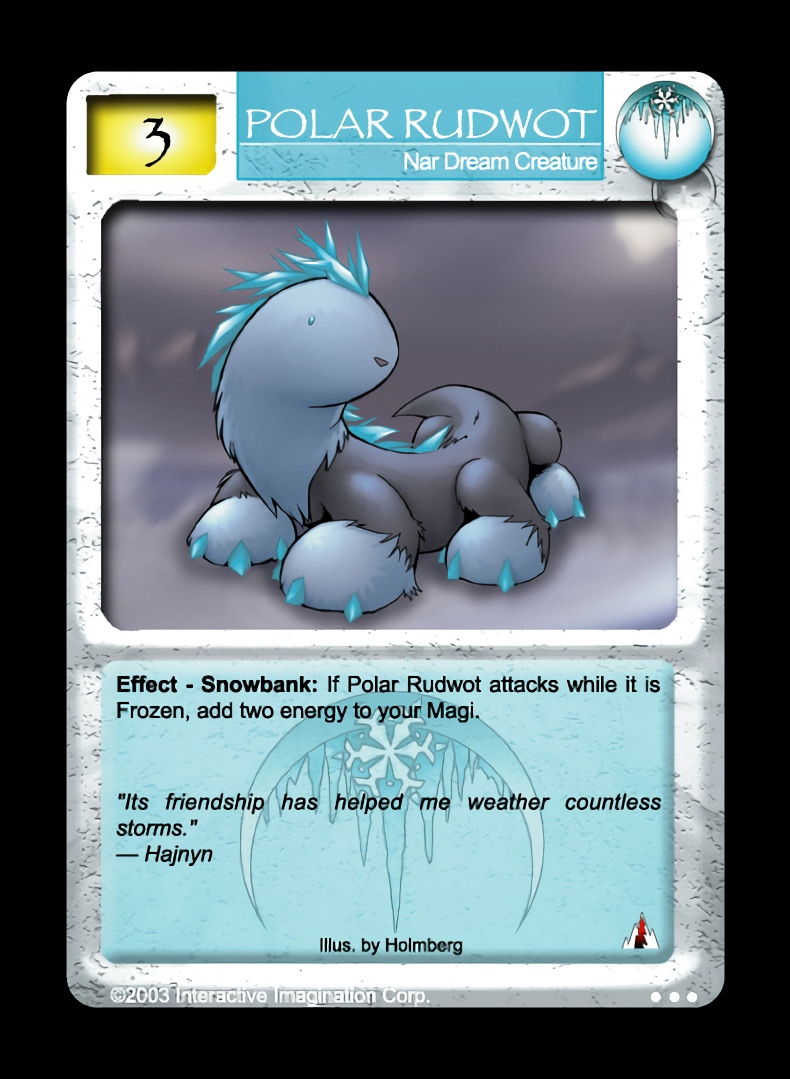 3
POLAR RUDWOT
Nar Dream Creature
Effect - Snowbank: If Polar Rudwot attacks while it is
Frozen, add two energy to your Magi.
"Its friendship has helped me weather countless
storms."
— Hajnyn
Illus. by Holmberg
©2003 Interactive Imagination Corp.